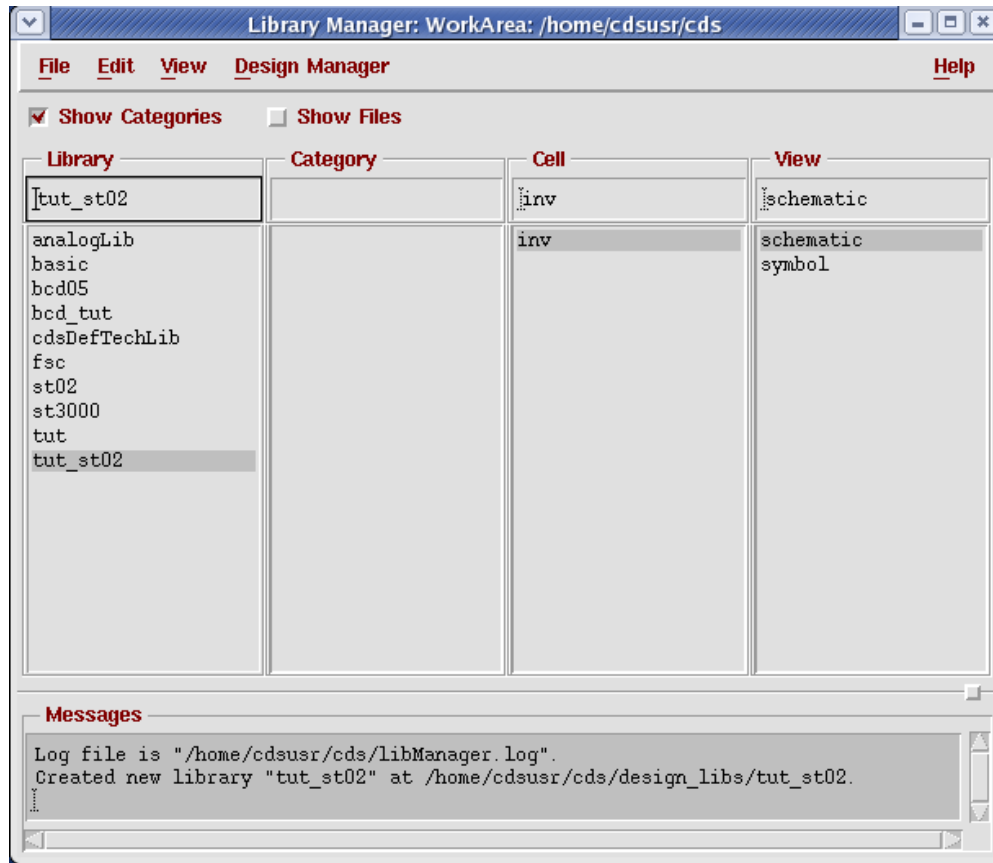 Library Manager: WorkArea: /home/cdsusr/cds
File Edit View Design Manager Help
Show Categories Show Files
Library Category Cell View
tut_st02 inv schematic
analogLib inv schematic
basic symbol
bcd05
bcd_tut
cdsDefTechLib
fsc
st02
st3000
tut
tut_st02
Messages
Log file is "/home/cdsusr/cds/libManager.log".
Created new library "tut_st02" at /home/cdsusr/cds/design_libs/tut_st02.